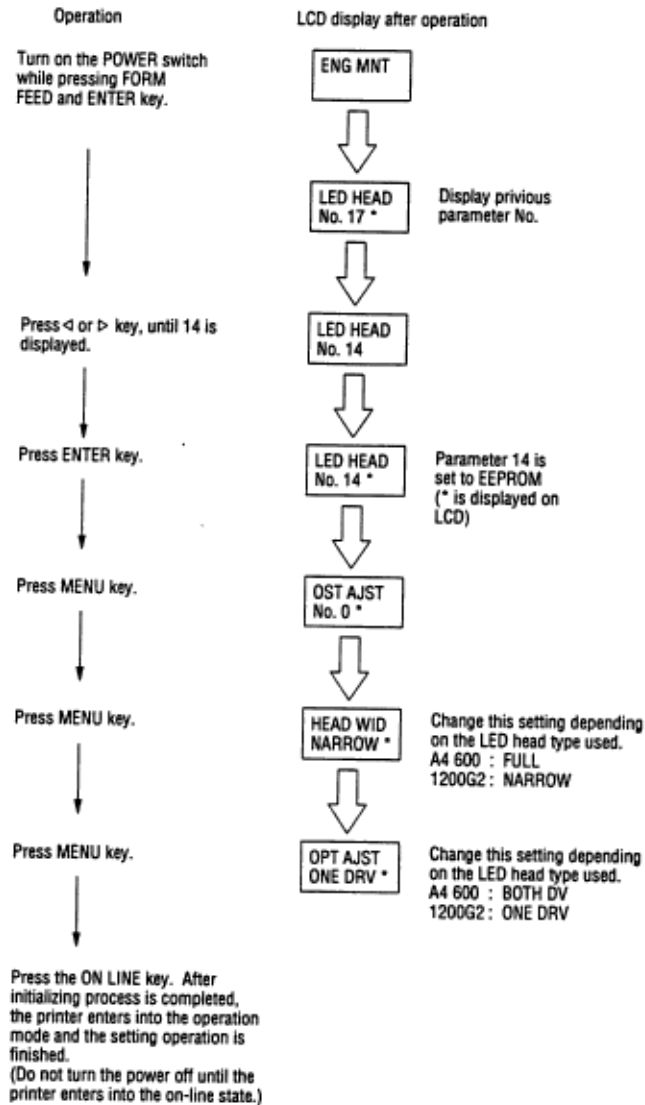 Operation
LCD display after operation
Turn on the POWER switch
while pressing FORM
FEED and ENTER key.
ENG MNT
LED HEAD
No. 17 *
Display privious
parameter No.
Press ◁ or ▷ key, until 14 is
displayed.
LED HEAD
No. 14
Press ENTER key.
LED HEAD
No. 14 *
Parameter 14 is
set to EEPROM
(* is displayed on
LCD)
Press MENU key.
OST AJST
No. 0 *
Press MENU key.
HEAD WID
NARROW *
Change this setting depending
on the LED head type used.
A4 600 : FULL
1200G2 : NARROW
Press MENU key.
OPT AJST
ONE DRV *
Change this setting depending
on the LED head type used.
A4 600 : BOTH DV
1200G2 : ONE DRV
Press the ON LINE key. After
initializing process is completed,
the printer enters into the operation
mode and the setting operation is
finished.
(Do not turn the power off until the
printer enters into the on-line state.)